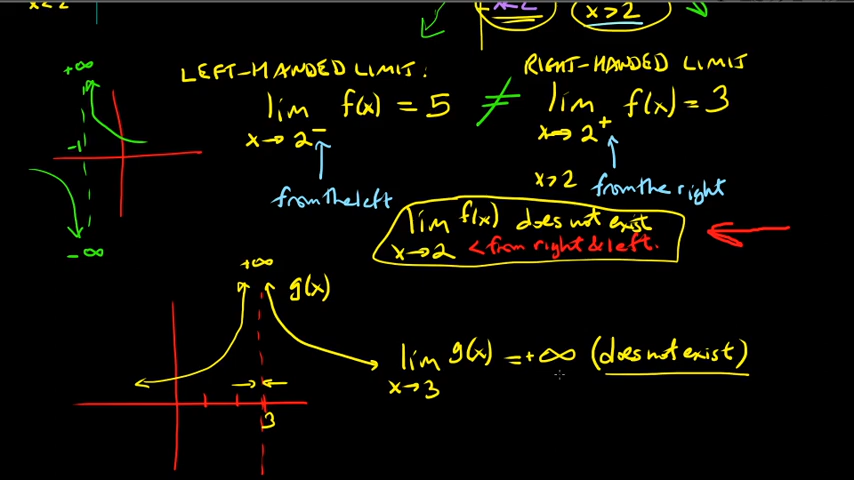 x<2 x>2
LEFT-HANDED LIMIT:
RIGHT-HANDED LIMIT
+∞
lim f(x) = 5 ≠ lim f(x) = 3
x→2⁻ x→2⁺
-1
x>2
from the left
from the right
lim f(x) does not exist
x→2 <from right & left.
-∞
+∞
g(x)
lim g(x) = +∞ (does not exist)
x→3
3